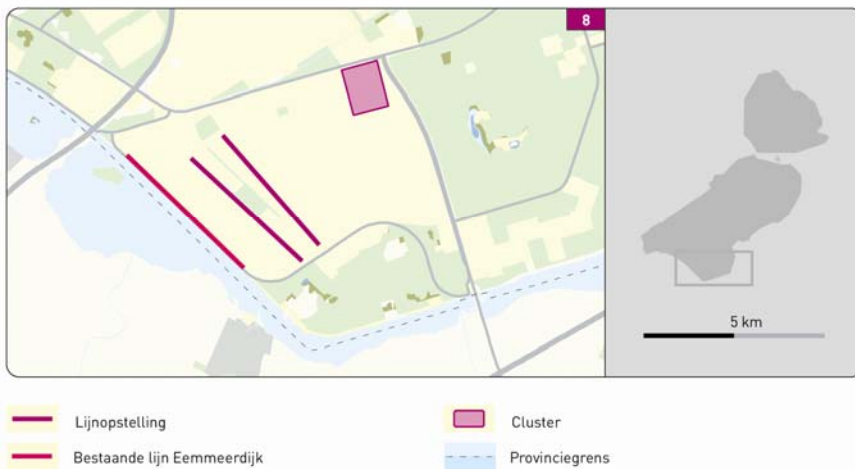 8
5 km
Lijnopstelling
Cluster
Bestaande lijn Eemmeerdijk
Provinciegrens